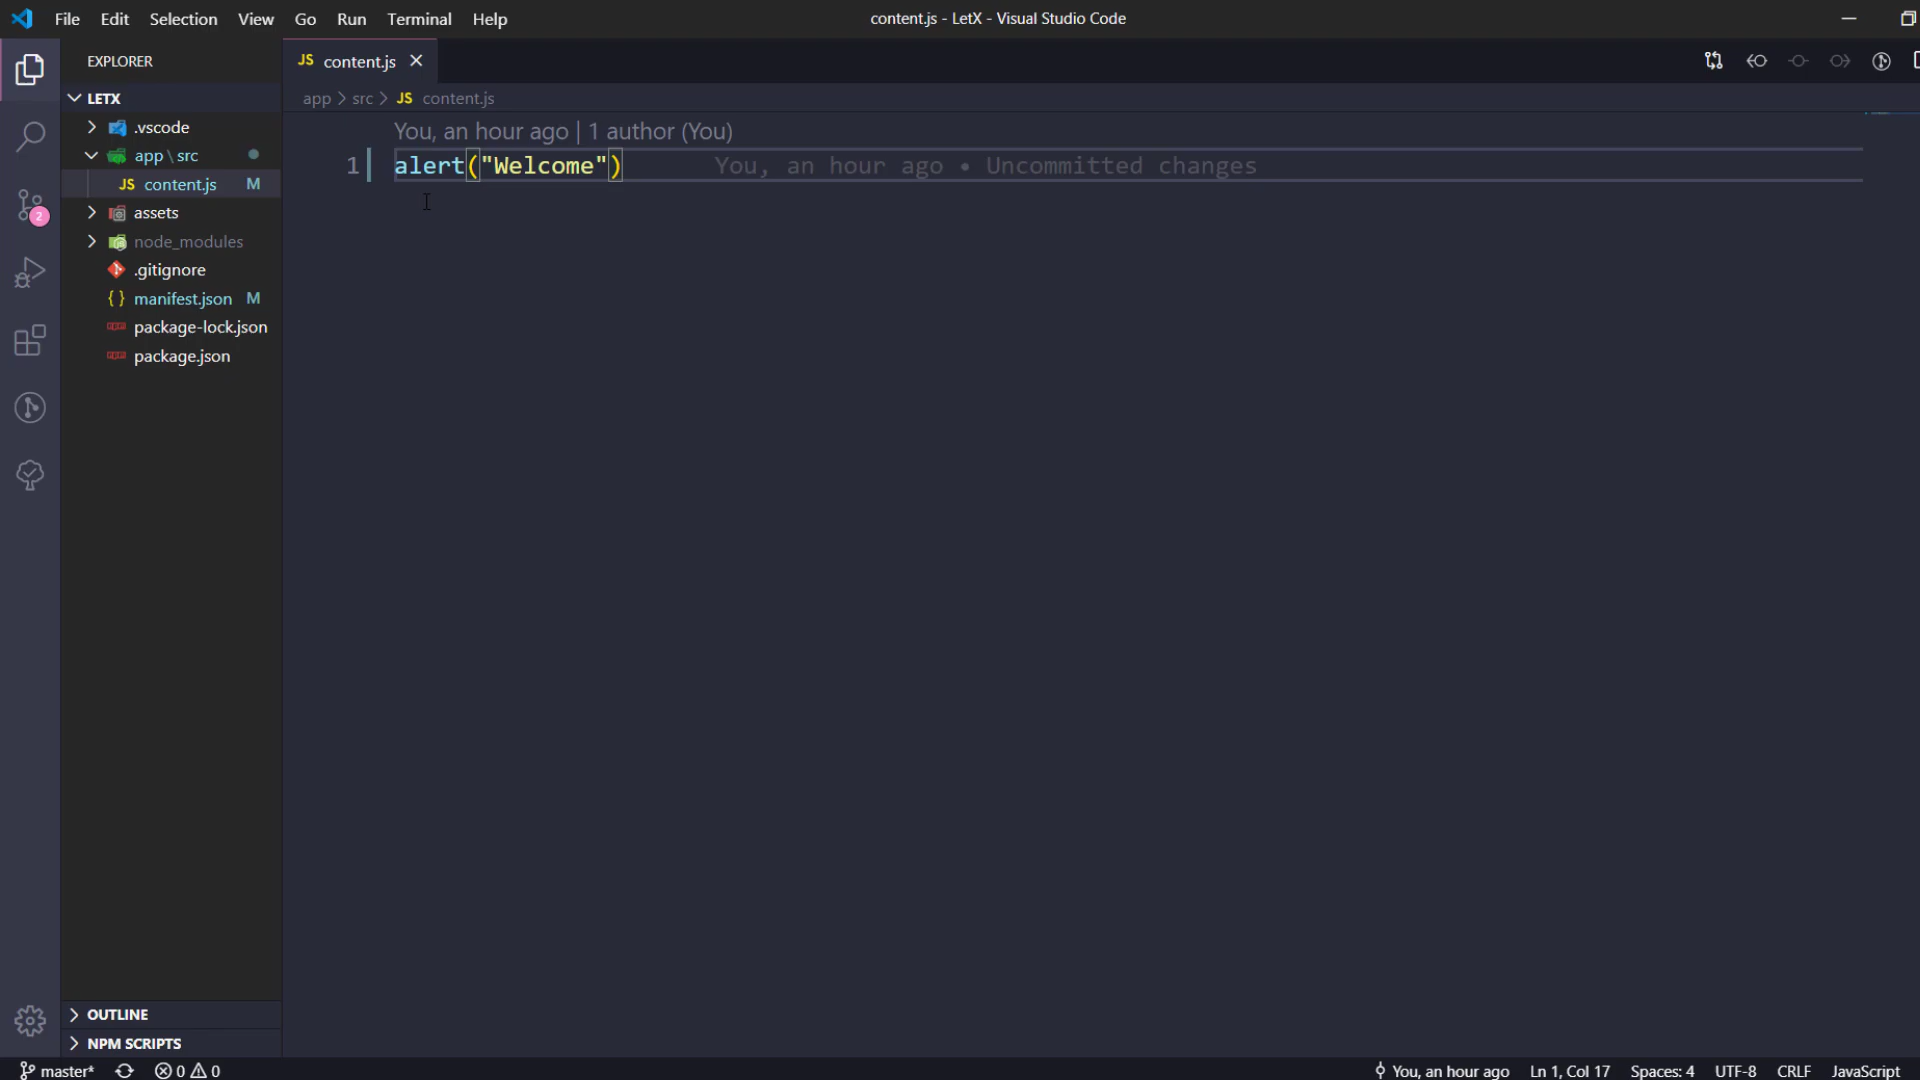 File Edit Selection View Go Run Terminal Help
content.js - LetX - Visual Studio Code
EXPLORER
JS content.js
LETX
app > src > JS content.js
.vscode
You, an hour ago | 1 author (You)
app\src
1 alert("Welcome") You, an hour ago • Uncommitted changes
JS content.js M
assets
2
node_modules
.gitignore
{ } manifest.json M
package-lock.json
package.json
OUTLINE
NPM SCRIPTS
master* 0 0
You, an hour ago Ln 1, Col 17 Spaces: 4 UTF-8 CRLF JavaScript